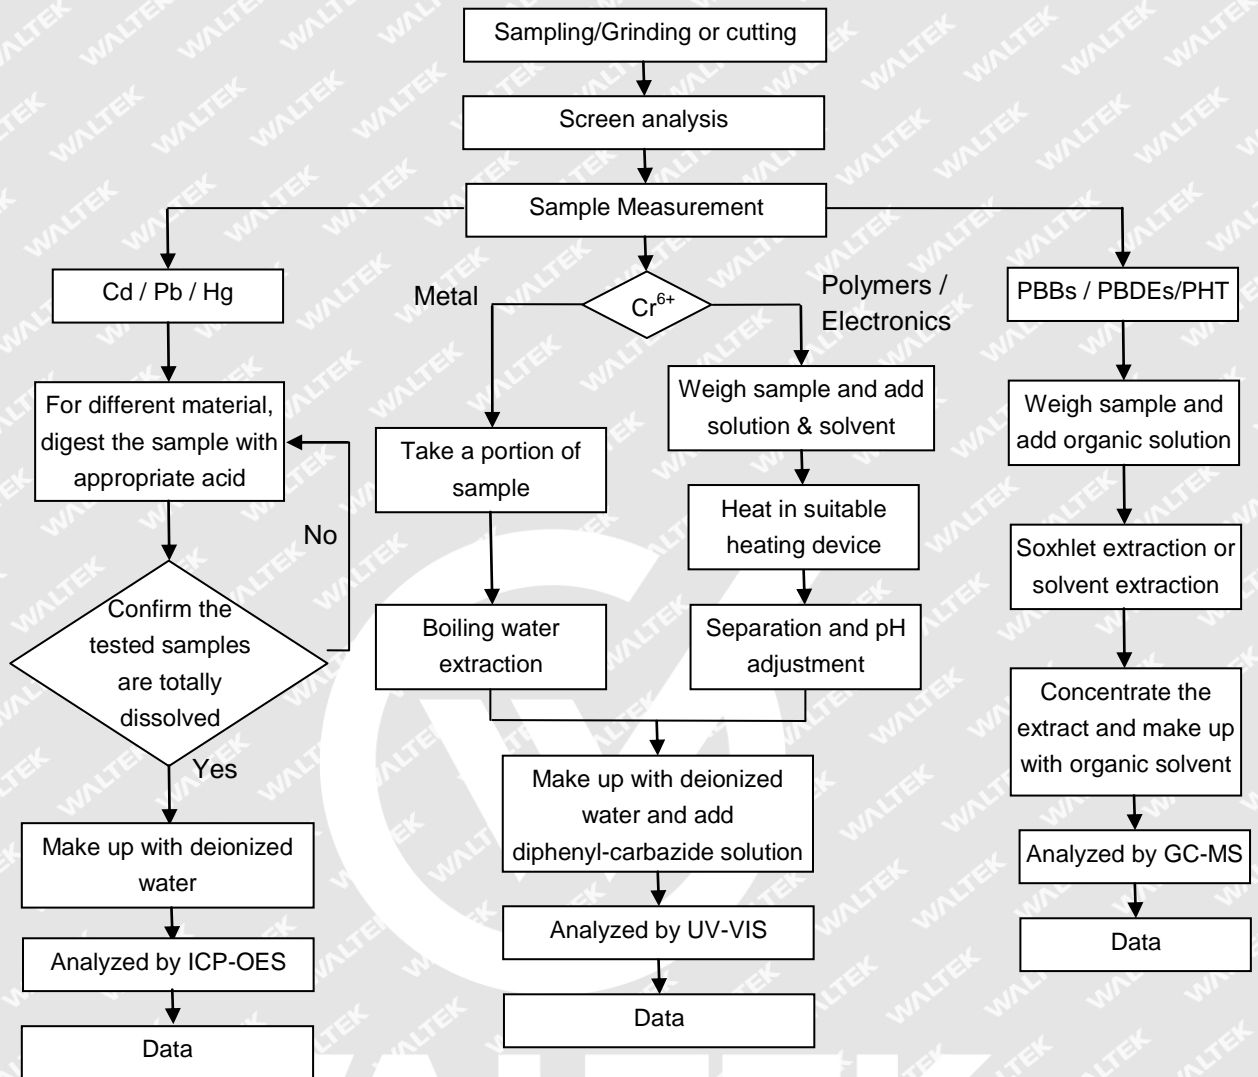 Sampling/Grinding or cutting
Screen analysis
Sample Measurement
Cd / Pb / Hg
For different material,
digest the sample with
appropriate acid
No
Confirm the
tested samples
are totally
dissolved
Yes
Make up with deionized
water
Analyzed by ICP-OES
Data
Metal
Cr6+
Polymers /
Electronics
Take a portion of
sample
Boiling water
extraction
Weigh sample and add
solution & solvent
Heat in suitable
heating device
Separation and pH
adjustment
Make up with deionized
water and add
diphenyl-carbazide solution
Analyzed by UV-VIS
Data
PBBs / PBDEs/PHT
Weigh sample and
add organic solution
Soxhlet extraction or
solvent extraction
Concentrate the
extract and make up
with organic solvent
Analyzed by GC-MS
Data
WALTEK